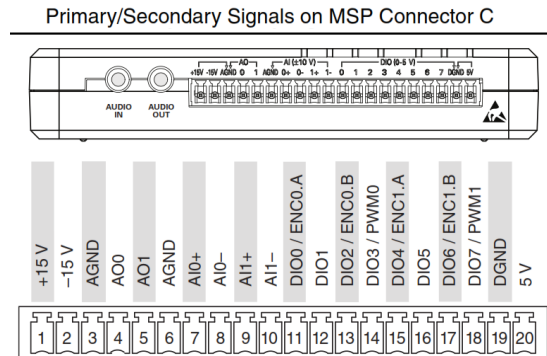 Primary/Secondary Signals on MSP Connector C
AO AI (±10 V) DIO (0-5 V)
+15V -15V AGND 0 1 AGND 0+ 0- 1+ 1- 0 1 2 3 4 5 6 7 DGND 5V
AUDIO IN
AUDIO OUT
+15 V
–15 V
AGND
AO0
AO1
AGND
AI0+
AI0–
AI1+
AI1–
DIO0 / ENC0.A
DIO1
DIO2 / ENC0.B
DIO3 / PWM0
DIO4 / ENC1.A
DIO5
DIO6 / ENC1.B
DIO7 / PWM1
DGND
5 V
1 2 3 4 5 6 7 8 9 10 11 12 13 14 15 16 17 18 19 20